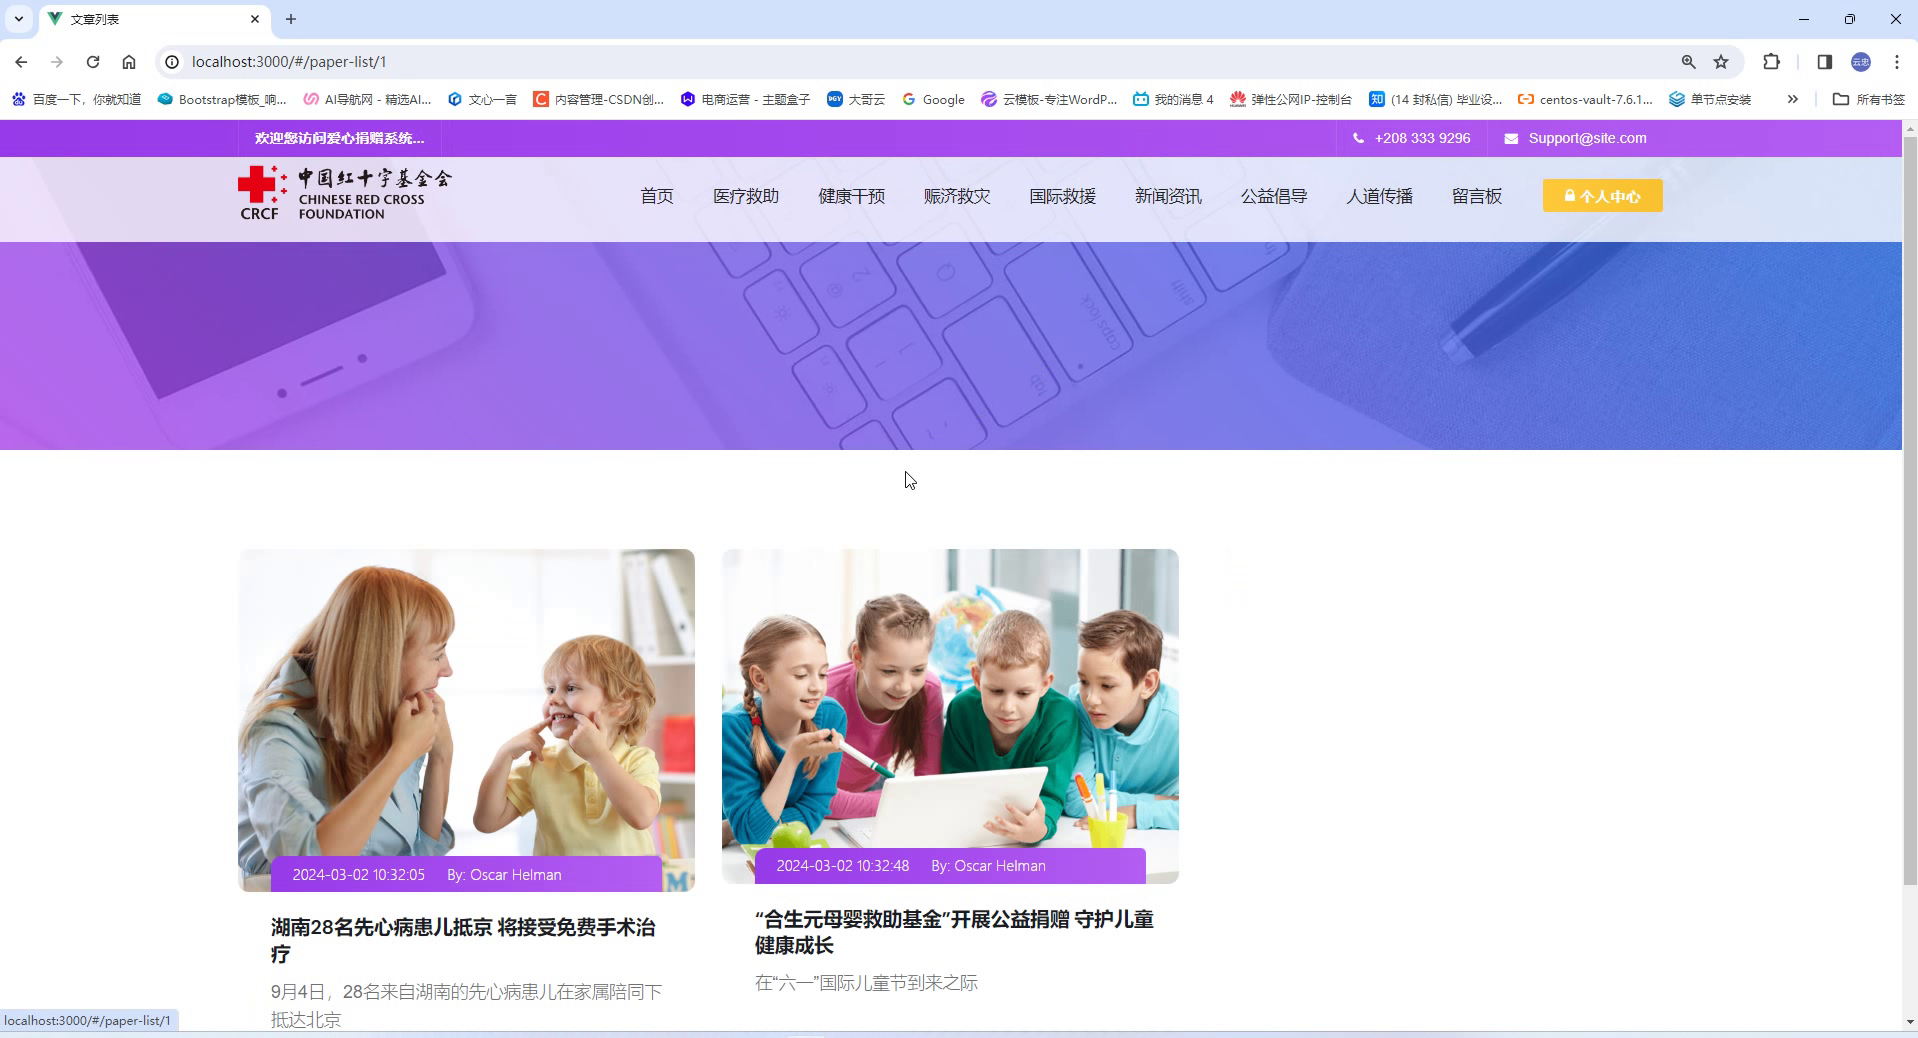 文章列表
localhost:3000/#/paper-list/1
百度一下，你就知道
Bootstrap模板_响...
AI导航网 - 精选AI...
文心一言
内容管理-CSDN创...
电商运营 - 主题盒子
大哥云
Google
云模板-专注WordP...
我的消息 4
弹性公网IP-控制台
(14 封私信) 毕业设...
centos-vault-7.6.1...
单节点安装
所有书签
欢迎您访问爱心捐赠系统...
+208 333 9296
Support@site.com
中国红十字基金会
CHINESE RED CROSS
FOUNDATION
CRCF
首页
医疗救助
健康干预
赈济救灾
国际救援
新闻资讯
公益倡导
人道传播
留言板
个人中心
caps lock
shift
tab
2024-03-02 10:32:05 By: Oscar Helman
M
湖南28名先心病患儿抵京 将接受免费手术治
疗
9月4日，28名来自湖南的先心病患儿在家属陪同下
抵达北京
2024-03-02 10:32:48 By: Oscar Helman
“合生元母婴救助基金”开展公益捐赠 守护儿童
健康成长
在“六一”国际儿童节到来之际
localhost:3000/#/paper-list/1